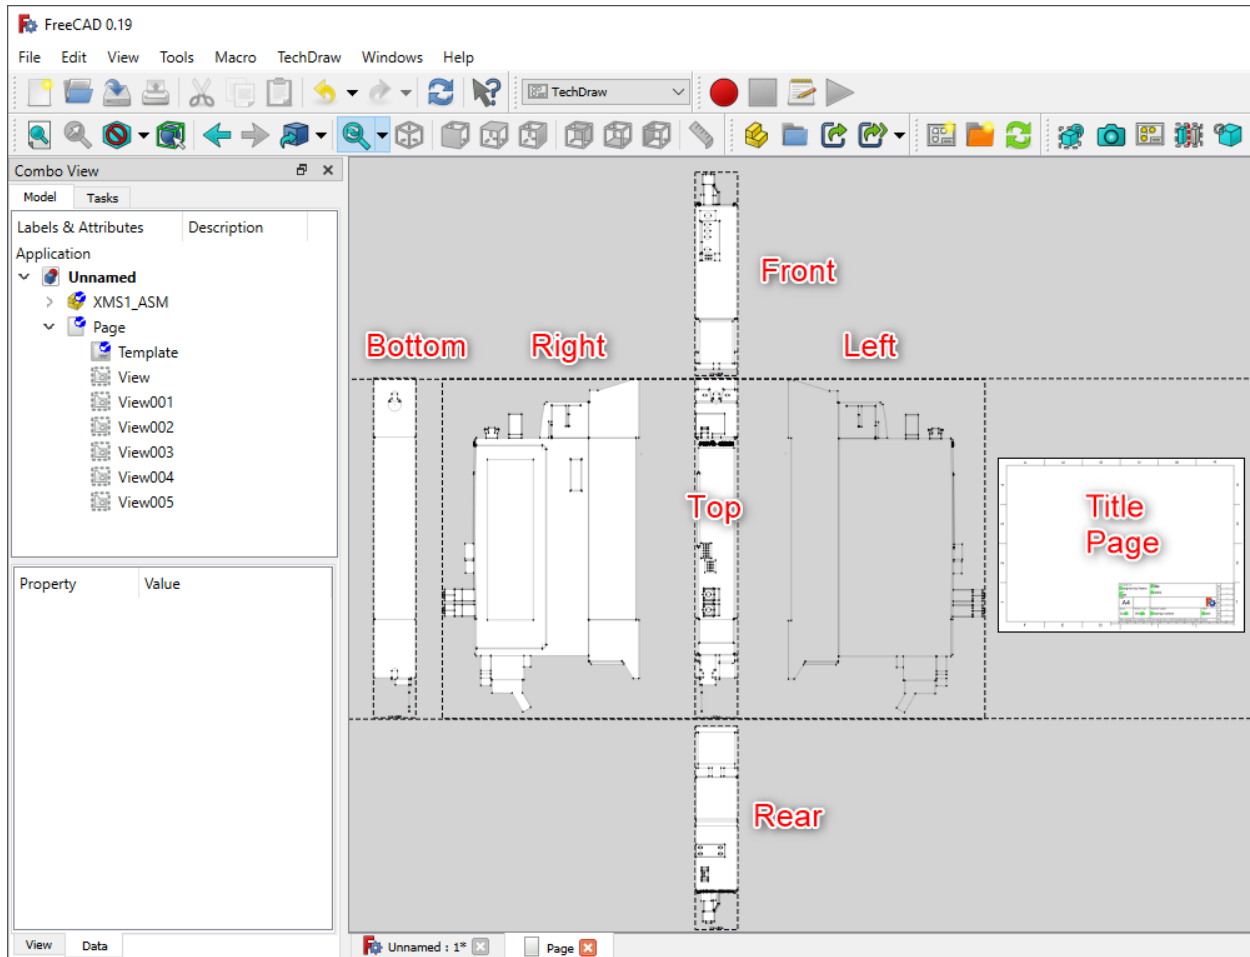 FreeCAD 0.19
File Edit View Tools Macro TechDraw Windows Help
TechDraw
Combo View
Model Tasks
Labels & Attributes Description
Application
Unnamed
XMS1_ASM
Page
Template
View
View001
View002
View003
View004
View005
Property Value
View Data
Front
Bottom Right Left
Top
Title
Page
A4
Rear
Unnamed : 1* Page